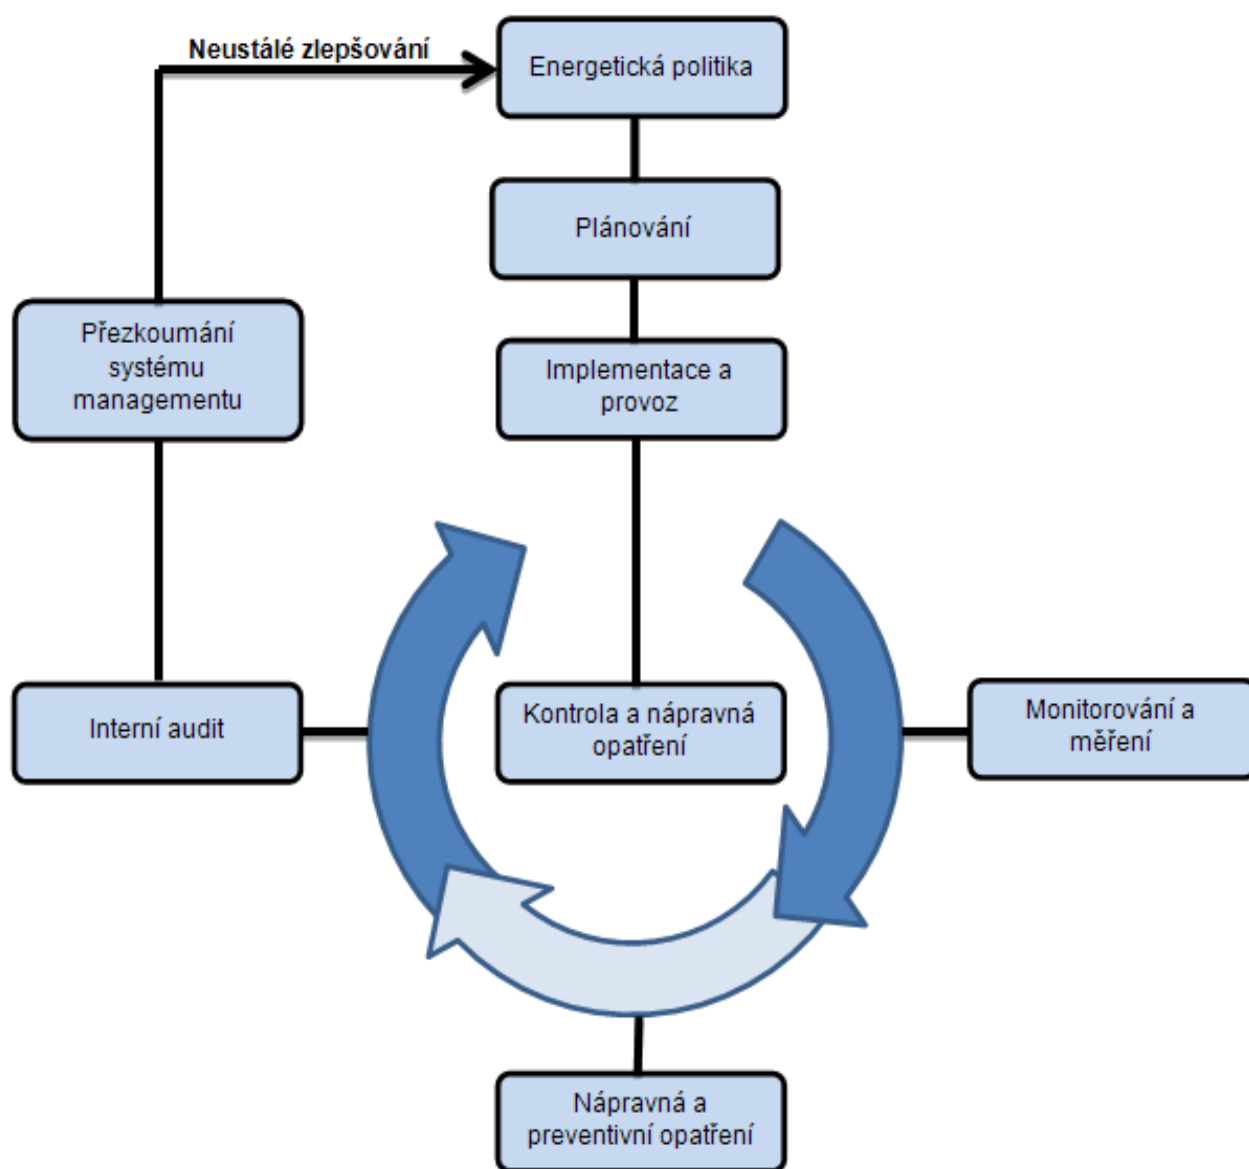 Neustálé zlepšování
Energetická politika
Plánování
Přezkoumání
systému
managementu
Implementace a
provoz
Interní audit
Kontrola a nápravná
opatření
Monitorování a
měření
Nápravná a
preventivní opatření